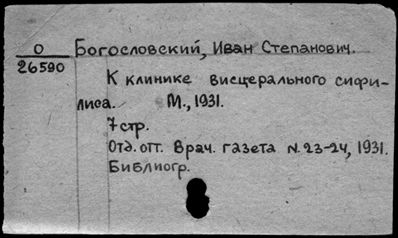 О
26590
Богословский, Иван Степанович.
К клинике висцерального сифи-
лиса. М., 1931.
7 стр.
Отд. отт. Врач. газета N. 23-24, 1931.
Библиогр.